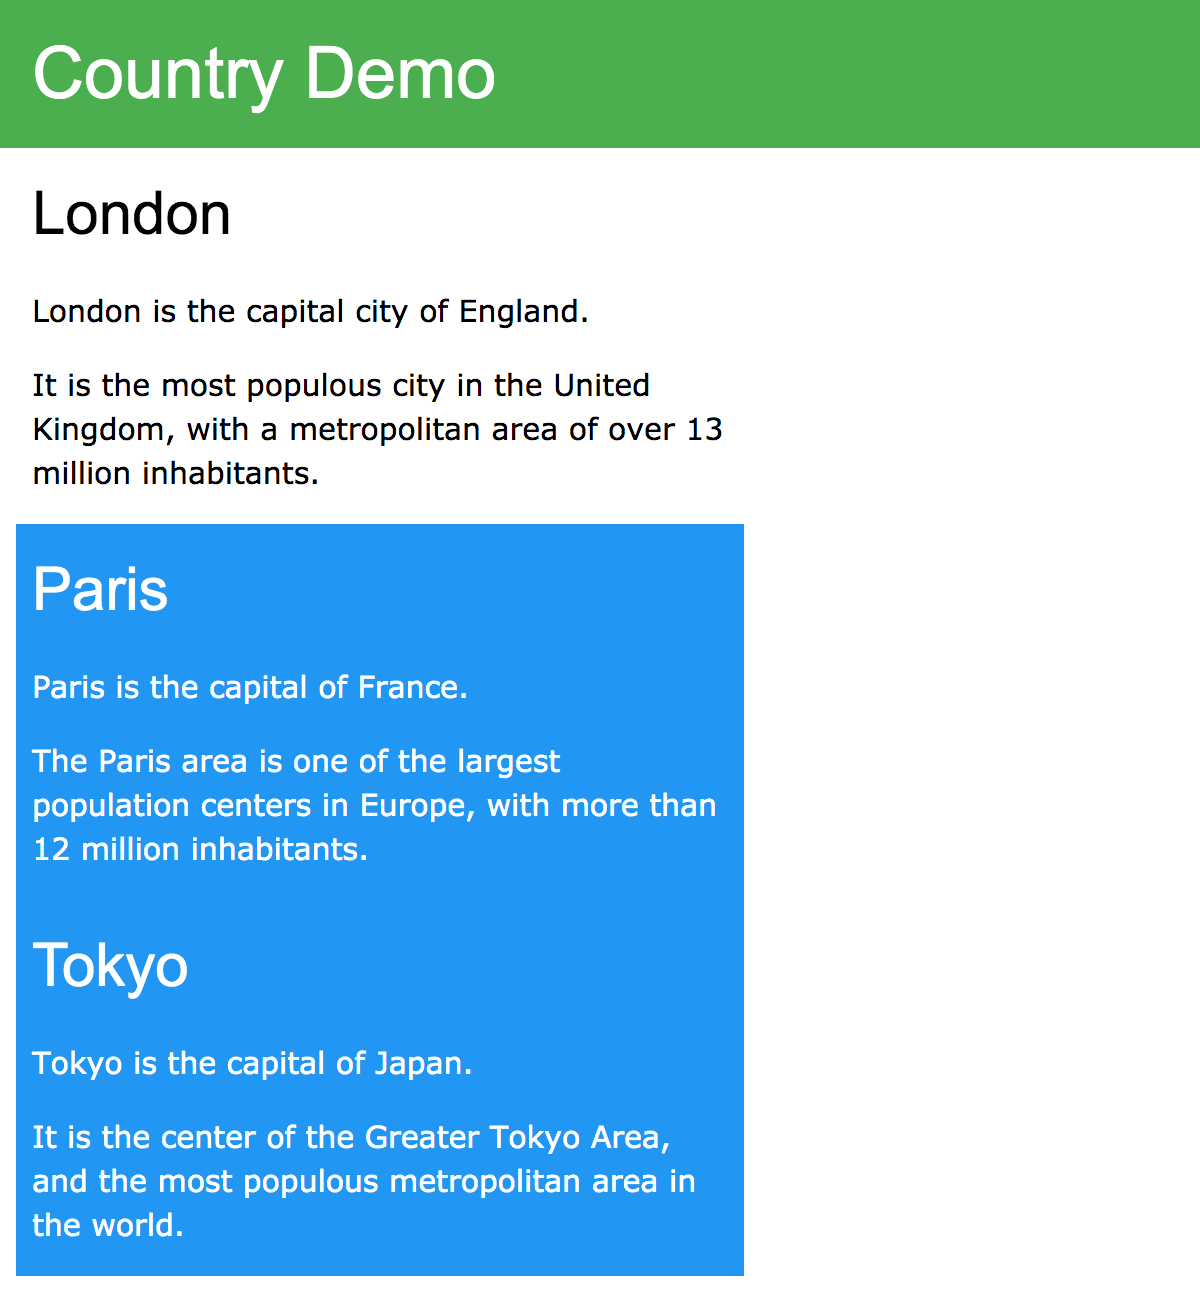 Country Demo
London
London is the capital city of England.
It is the most populous city in the United
Kingdom, with a metropolitan area of over 13
million inhabitants.
Paris
Paris is the capital of France.
The Paris area is one of the largest
population centers in Europe, with more than
12 million inhabitants.
Tokyo
Tokyo is the capital of Japan.
It is the center of the Greater Tokyo Area,
and the most populous metropolitan area in
the world.